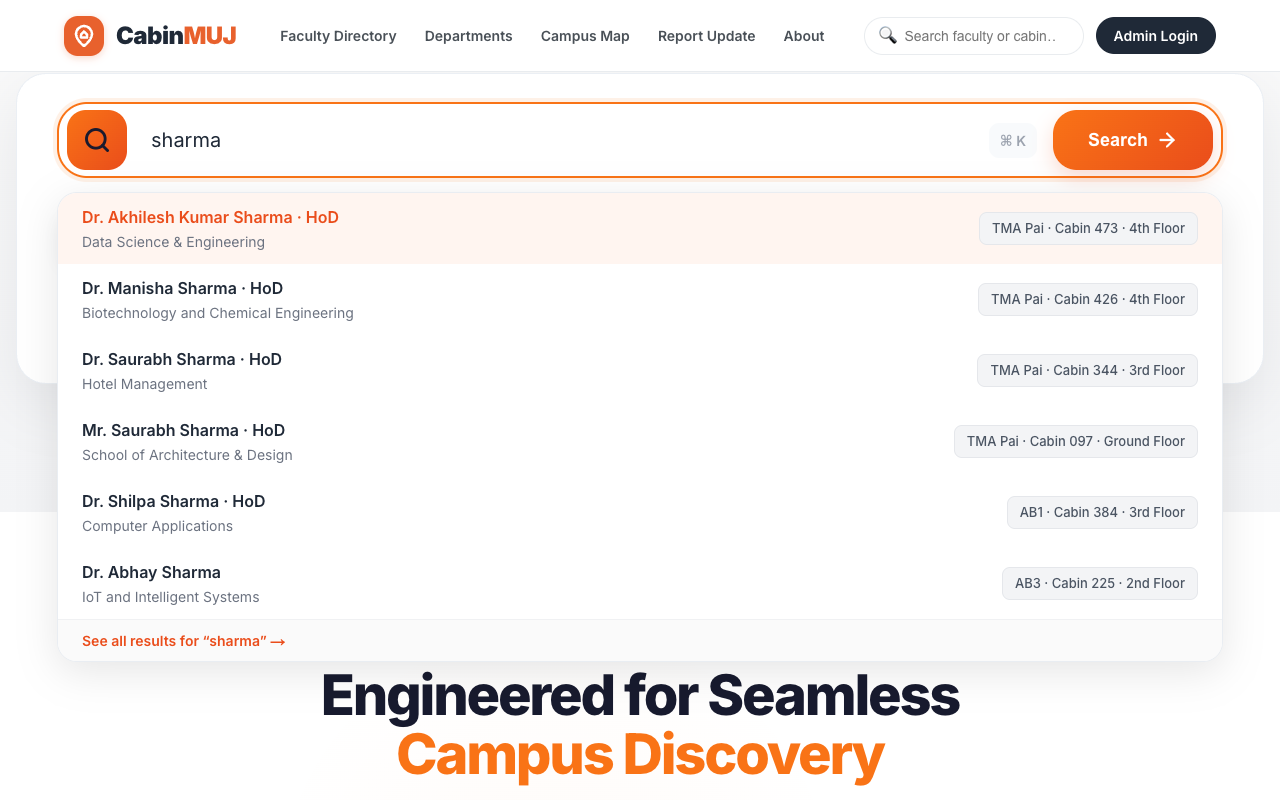 CabinMUJ
Faculty Directory
Departments
Campus Map
Report Update
About
Search faculty or cabin..
Admin Login
sharma
⌘ K
Search →
Dr. Akhilesh Kumar Sharma · HoD
Data Science & Engineering
TMA Pai · Cabin 473 · 4th Floor
Dr. Manisha Sharma · HoD
Biotechnology and Chemical Engineering
TMA Pai · Cabin 426 · 4th Floor
Dr. Saurabh Sharma · HoD
Hotel Management
TMA Pai · Cabin 344 · 3rd Floor
Mr. Saurabh Sharma · HoD
School of Architecture & Design
TMA Pai · Cabin 097 · Ground Floor
Dr. Shilpa Sharma · HoD
Computer Applications
AB1 · Cabin 384 · 3rd Floor
Dr. Abhay Sharma
IoT and Intelligent Systems
AB3 · Cabin 225 · 2nd Floor
See all results for “sharma” →
Engineered for Seamless
Campus Discovery